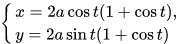 x = 2a cos t(1 + cos t),
y = 2a sin t(1 + cos t)